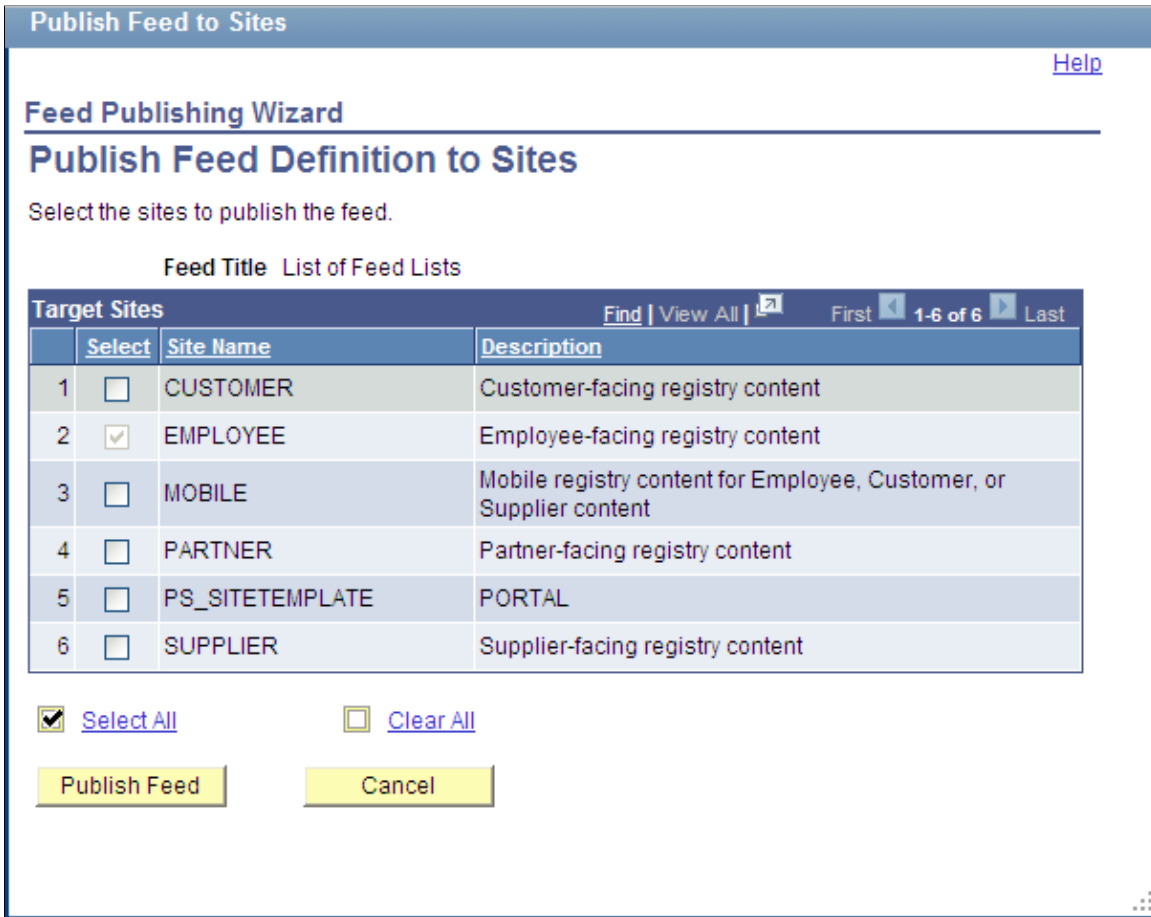 Publish Feed to Sites
Help
Feed Publishing Wizard
Publish Feed Definition to Sites
Select the sites to publish the feed.
Feed Title List of Feed Lists
Target Sites Find | View All | First 1-6 of 6 Last
Select Site Name Description
1 CUSTOMER Customer-facing registry content
2 EMPLOYEE Employee-facing registry content
3 MOBILE Mobile registry content for Employee, Customer, or
Supplier content
4 PARTNER Partner-facing registry content
5 PS_SITETEMPLATE PORTAL
6 SUPPLIER Supplier-facing registry content
Select All Clear All
Publish Feed Cancel